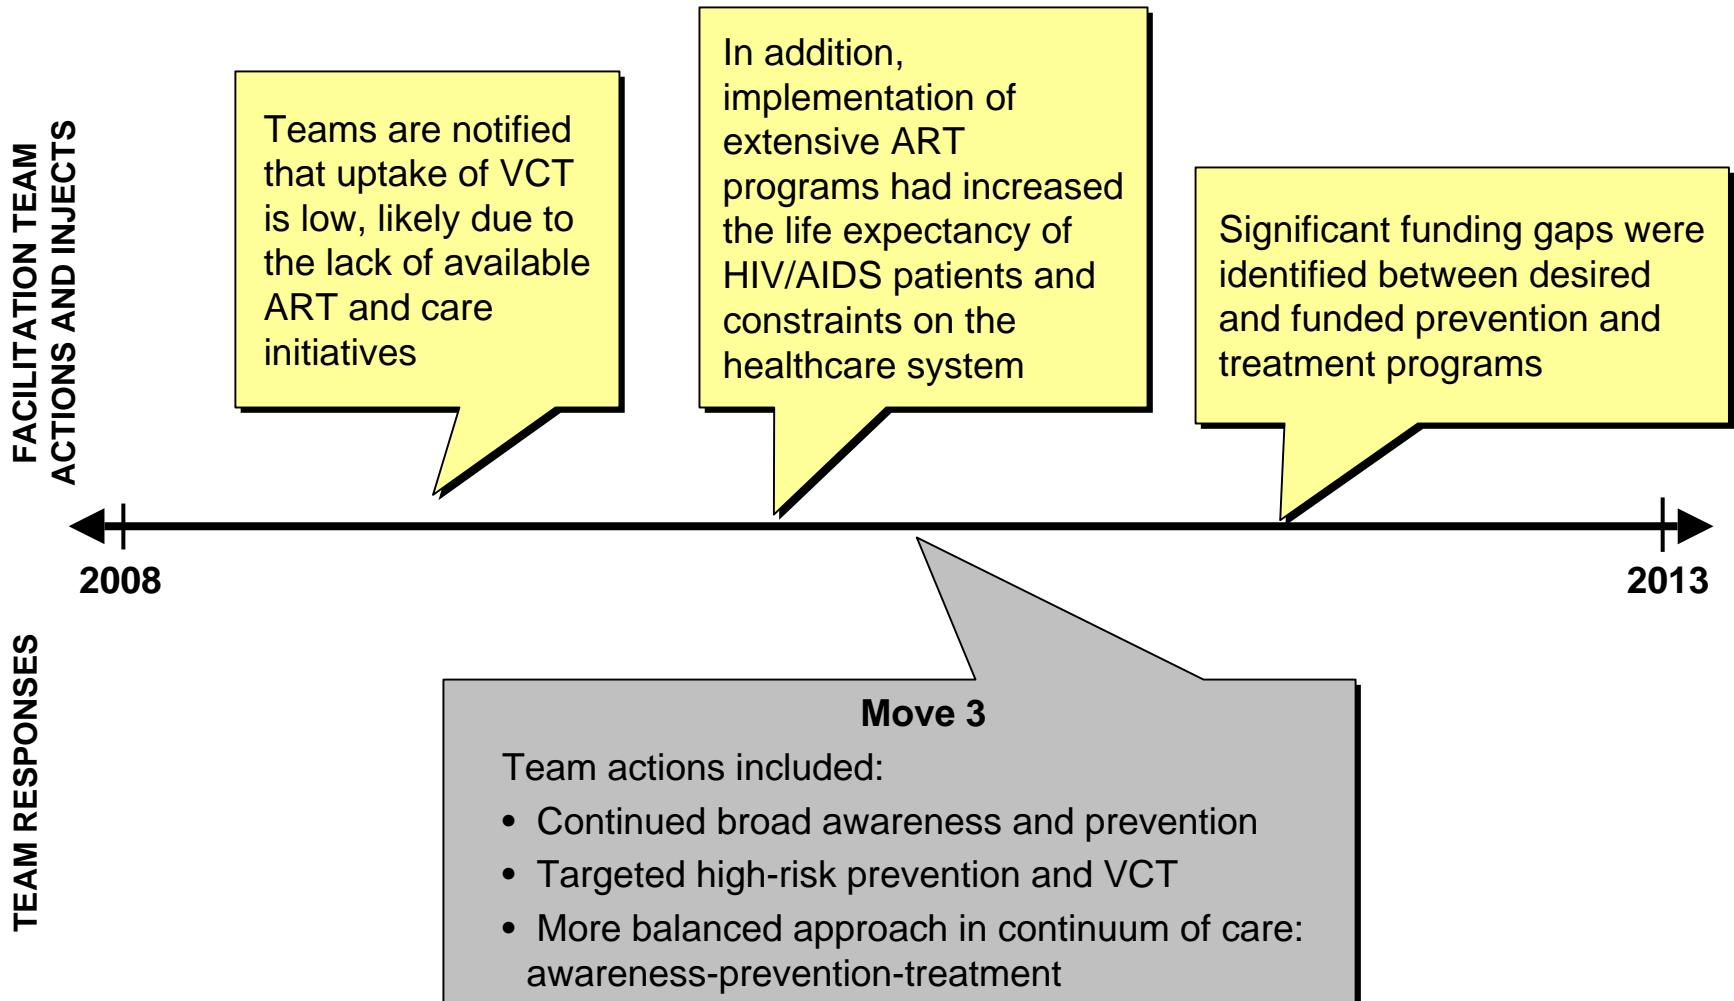 FACILITATION TEAM
ACTIONS AND INJECTS
Teams are notified
that uptake of VCT
is low, likely due to
the lack of available
ART and care
initiatives
In addition,
implementation of
extensive ART
programs had increased
the life expectancy of
HIV/AIDS patients and
constraints on the
healthcare system
Significant funding gaps were
identified between desired
and funded prevention and
treatment programs
2008
2013
TEAM RESPONSES
Move 3
Team actions included:
• Continued broad awareness and prevention
• Targeted high-risk prevention and VCT
• More balanced approach in continuum of care:
awareness-prevention-treatment